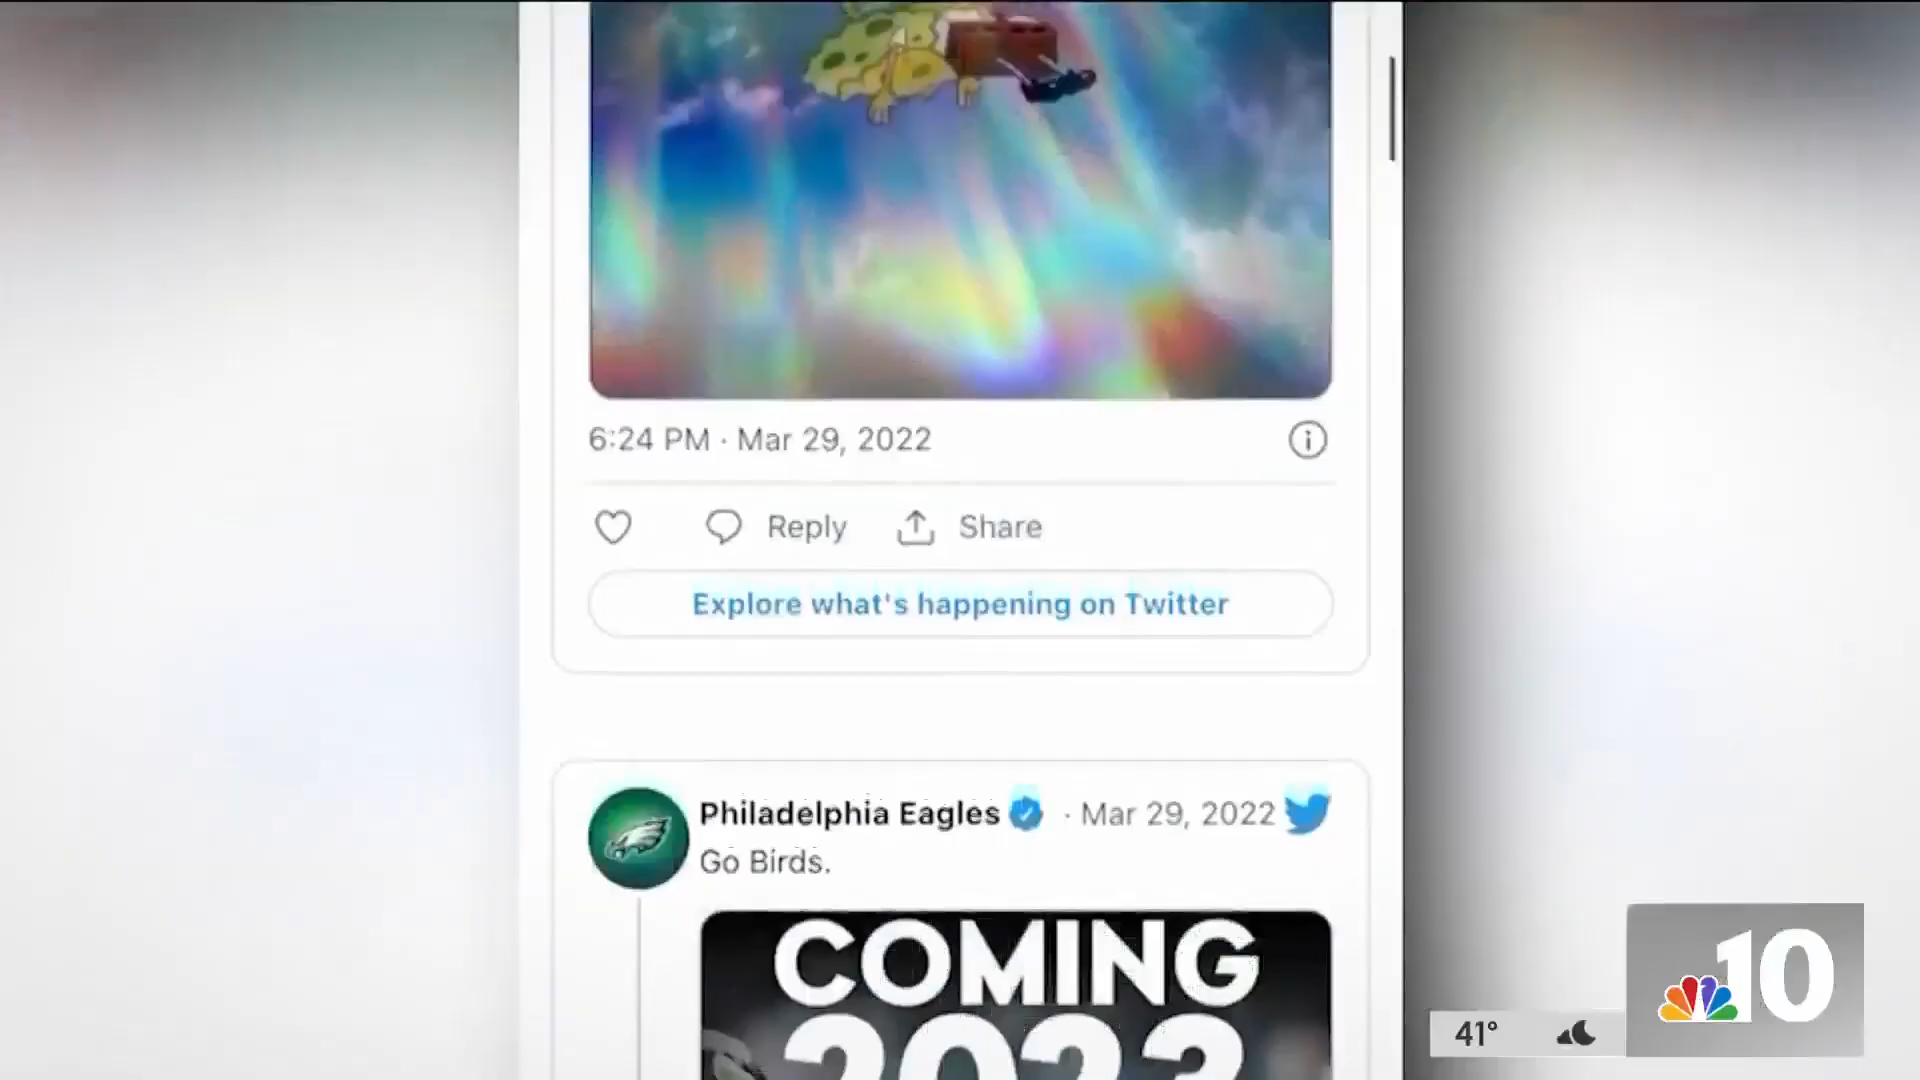 6:24 PM · Mar 29, 2022
Reply
Share
Explore what's happening on Twitter
Philadelphia Eagles · Mar 29, 2022
Go Birds.
COMING
2023
10
41°